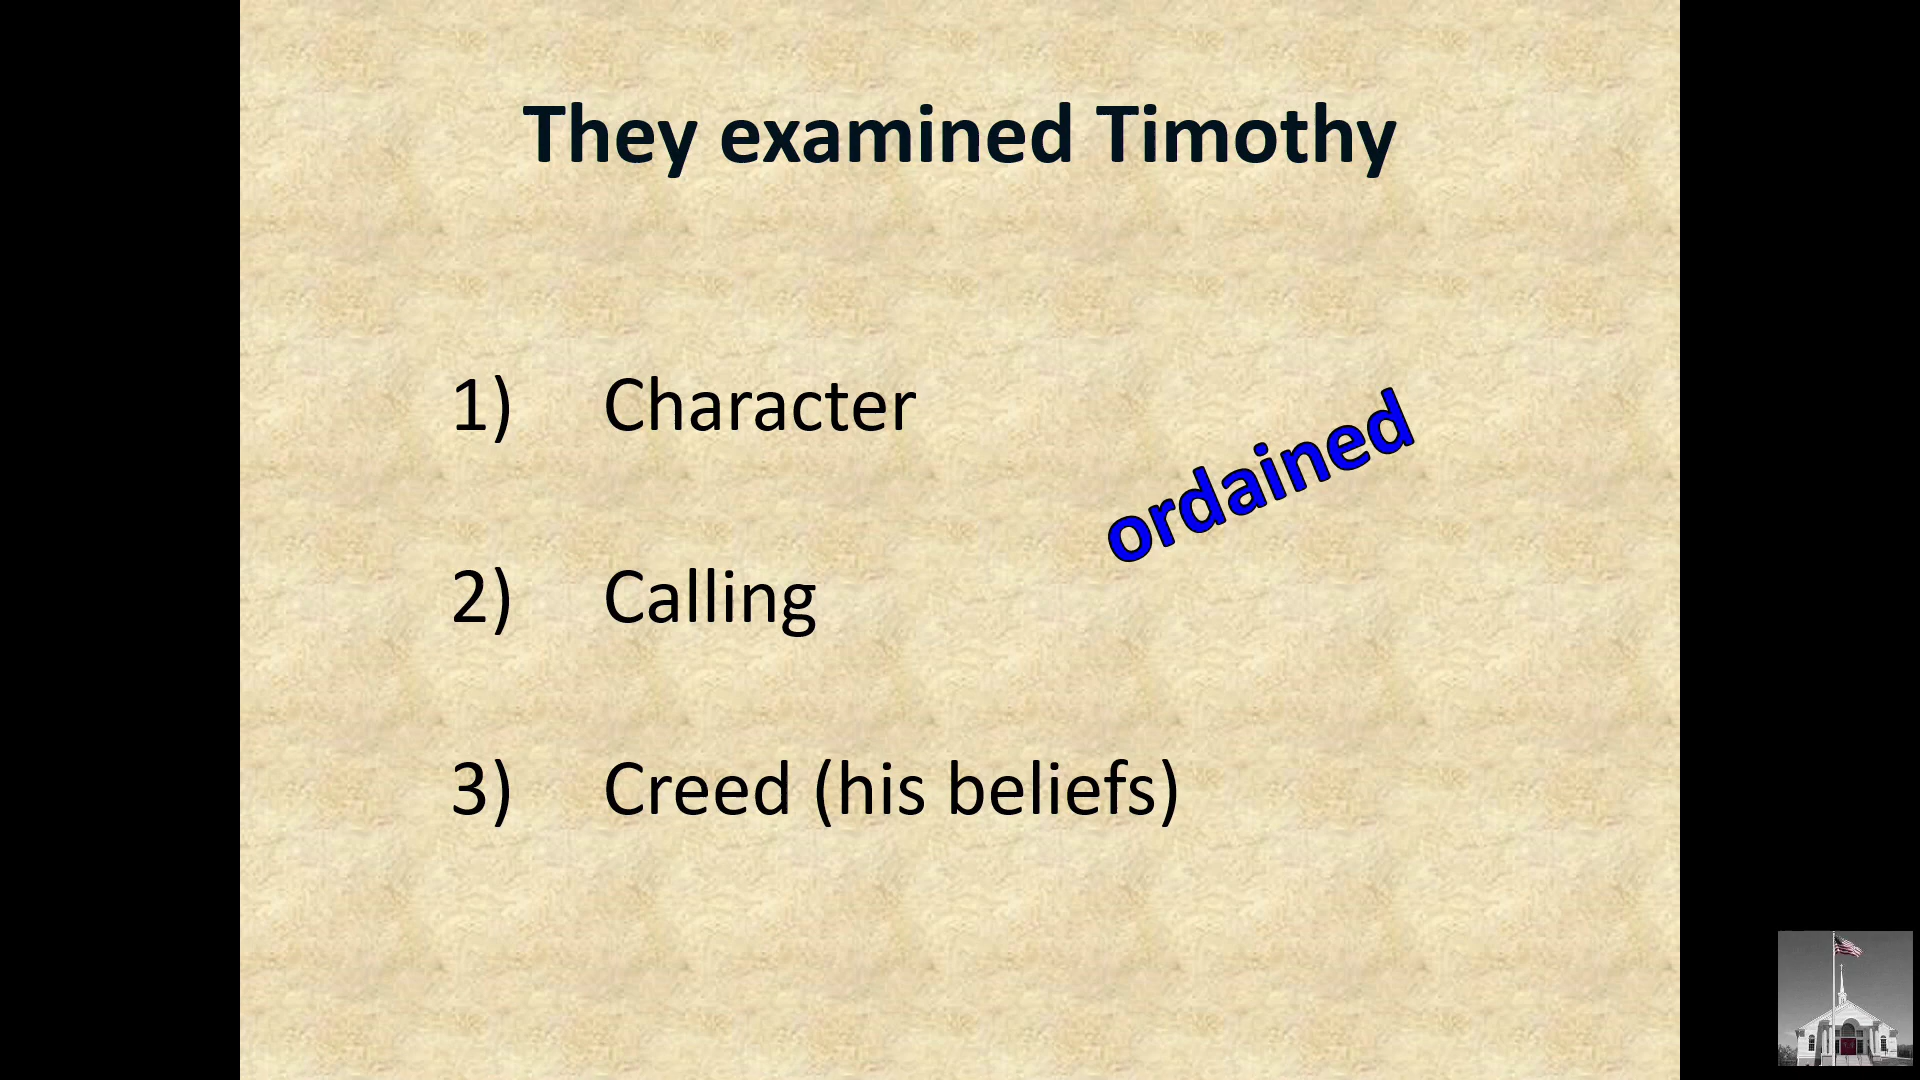 They examined Timothy
1) Character
ordained
2) Calling
3) Creed (his beliefs)